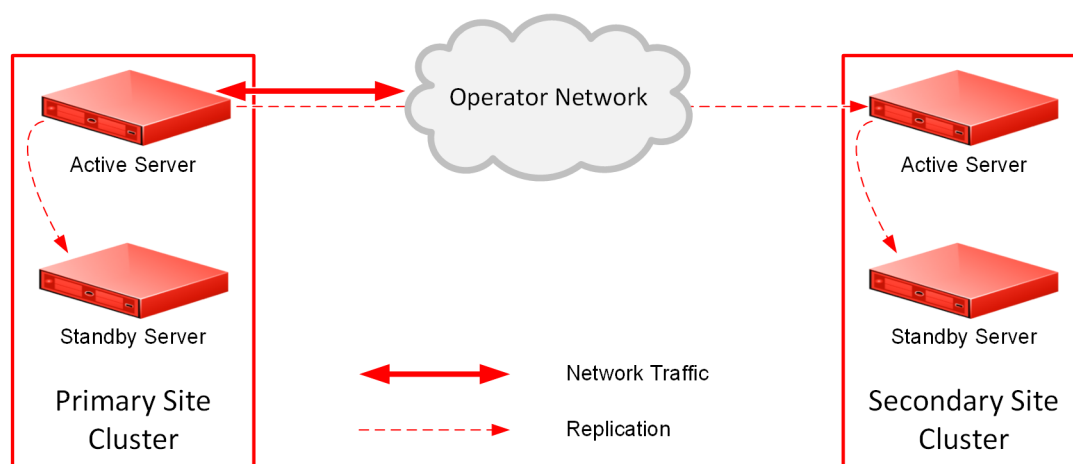 Operator Network
Active Server
Active Server
Standby Server
Standby Server
Network Traffic
Replication
Primary Site
Cluster
Secondary Site
Cluster